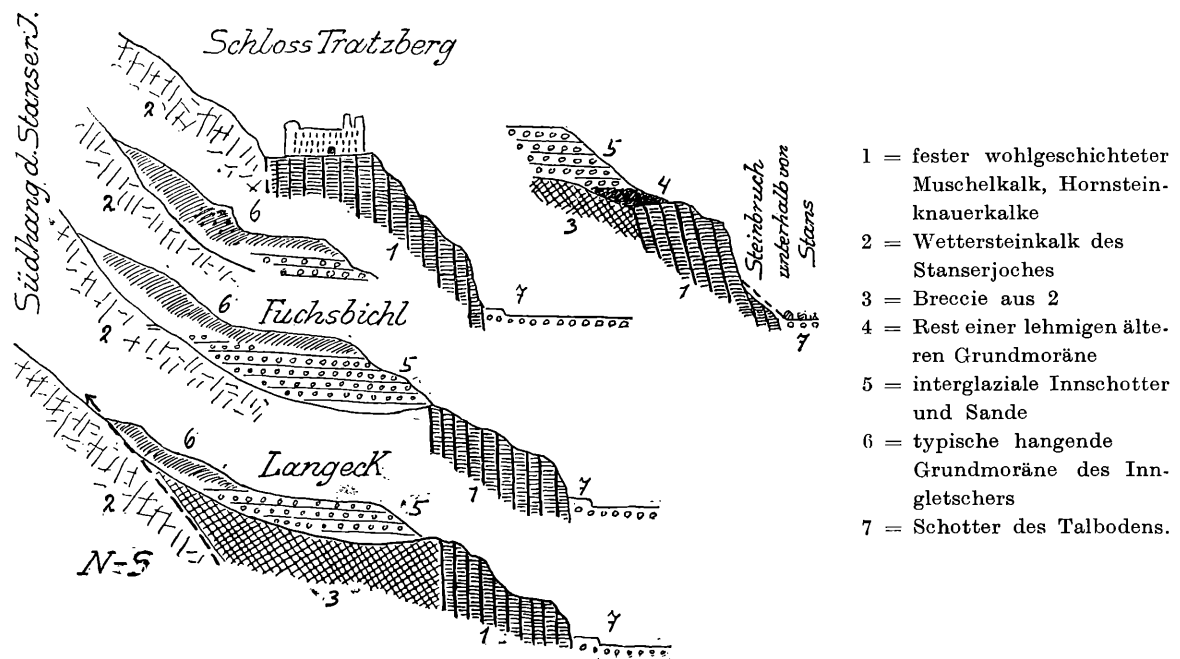 Schloss Tratzberg
Südhang d. Stanser J.
2
5
4
3
1
Steinbruch
unterhalb von
Stans
7
2
6
1
7
Fuchsbichl
6
2
5
1
7
Langeck
6
2
5
N=S
3
1
7
1 = fester wohlgeschichteter
Muschelkalk, Hornstein-
knauerkalke
2 = Wettersteinkalk des
Stanserjoches
3 = Breccie aus 2
4 = Rest einer lehmigen älte-
ren Grundmoräne
5 = interglaziale Innschotter
und Sande
6 = typische hangende
Grundmoräne des Inn-
gletschers
7 = Schotter des Talbodens.